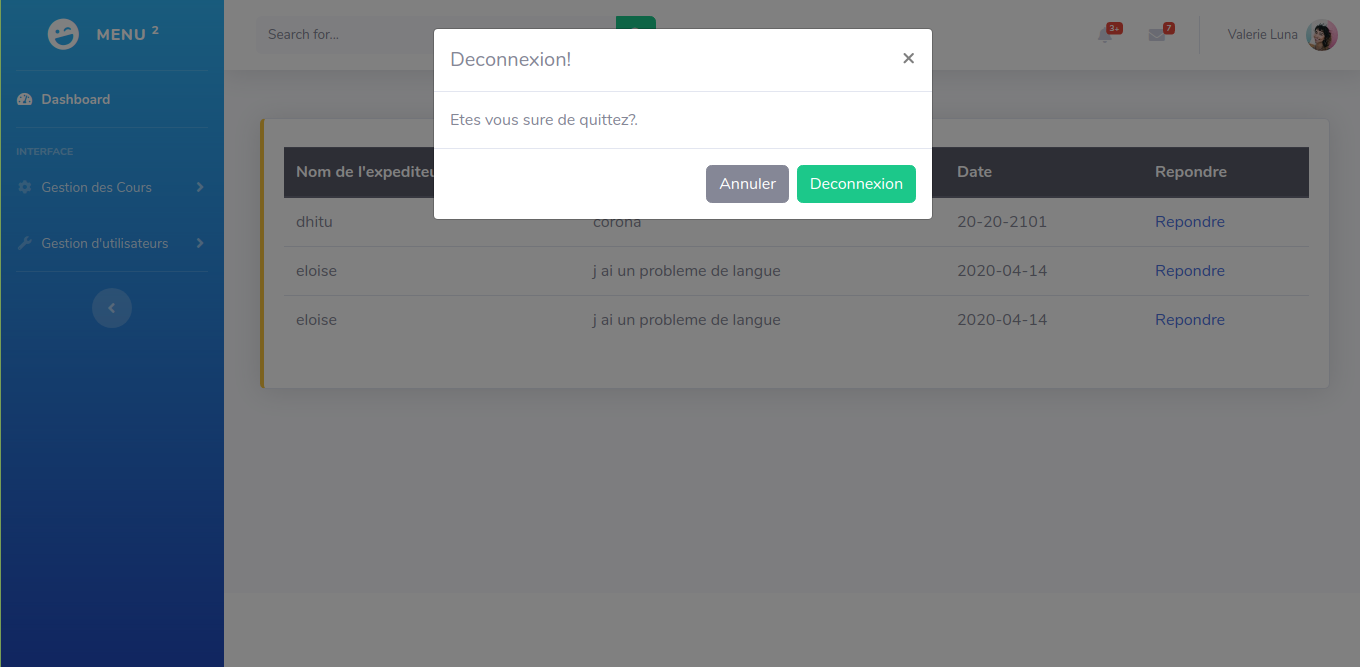 MENU 2
Search for...
3+
7
Valerie Luna
Deconnexion!
×
Etes vous sure de quittez?.
Annuler
Deconnexion
Dashboard
INTERFACE
Gestion des Cours
Gestion d'utilisateurs
Nom de l'expediteu
Date
Repondre
dhitu
corona
20-20-2101
Repondre
eloise
j ai un probleme de langue
2020-04-14
Repondre
eloise
j ai un probleme de langue
2020-04-14
Repondre